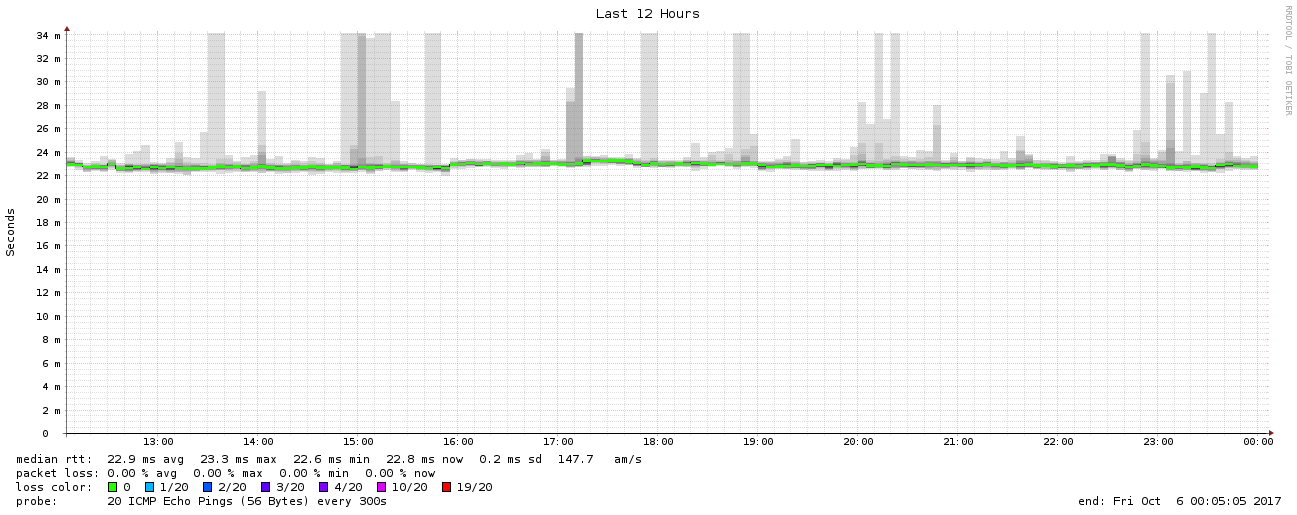 Last 12 Hours
RRDTOOL / TOBI OETIKER
Seconds
34 m
32 m
30 m
28 m
26 m
24 m
22 m
20 m
18 m
16 m
14 m
12 m
10 m
8 m
6 m
4 m
2 m
0
13:00 14:00 15:00 16:00 17:00 18:00 19:00 20:00 21:00 22:00 23:00 00:00
median rtt: 22.9 ms avg 23.3 ms max 22.6 ms min 22.8 ms now 0.2 ms sd 147.7 am/s
packet loss: 0.00 % avg 0.00 % max 0.00 % min 0.00 % now
loss color: 0 1/20 2/20 3/20 4/20 10/20 19/20
probe: 20 ICMP Echo Pings (56 Bytes) every 300s end: Fri Oct 6 00:05:05 2017